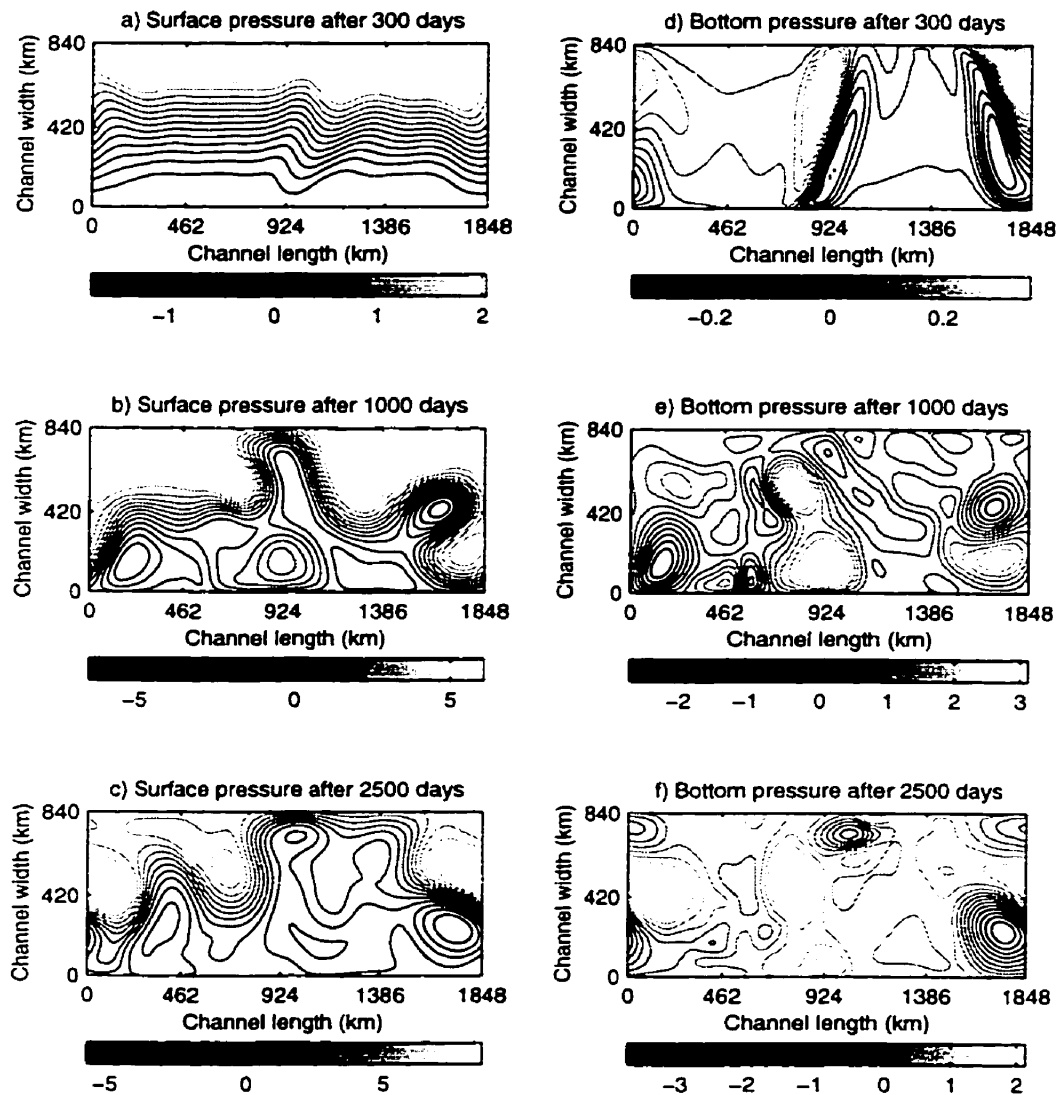 a) Surface pressure after 300 days
840
420
0
Channel width (km)
0 462 924 1386 1848
Channel length (km)
−1 0 1 2
d) Bottom pressure after 300 days
840
420
0
Channel width (km)
0 462 924 1386 1848
Channel length (km)
−0.2 0 0.2
b) Surface pressure after 1000 days
840
420
0
Channel width (km)
0 462 924 1386 1848
Channel length (km)
−5 0 5
e) Bottom pressure after 1000 days
840
420
0
Channel width (km)
0 462 924 1386 1848
Channel length (km)
−2 −1 0 1 2 3
c) Surface pressure after 2500 days
840
420
0
Channel width (km)
0 462 924 1386 1848
Channel length (km)
−5 0 5
f) Bottom pressure after 2500 days
840
420
0
Channel width (km)
0 462 924 1386 1848
Channel length (km)
−3 −2 −1 0 1 2